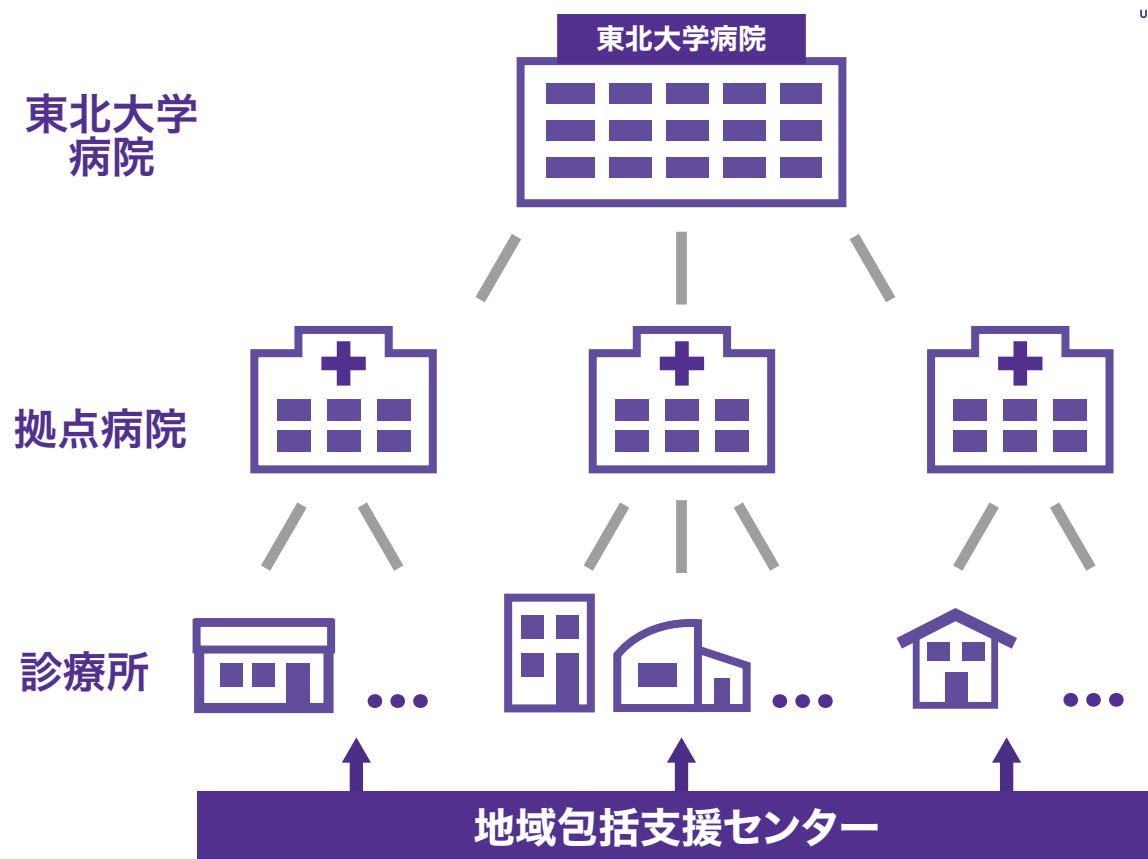 東北大学病院
東北大学
病院
拠点病院
診療所
地域包括支援センター